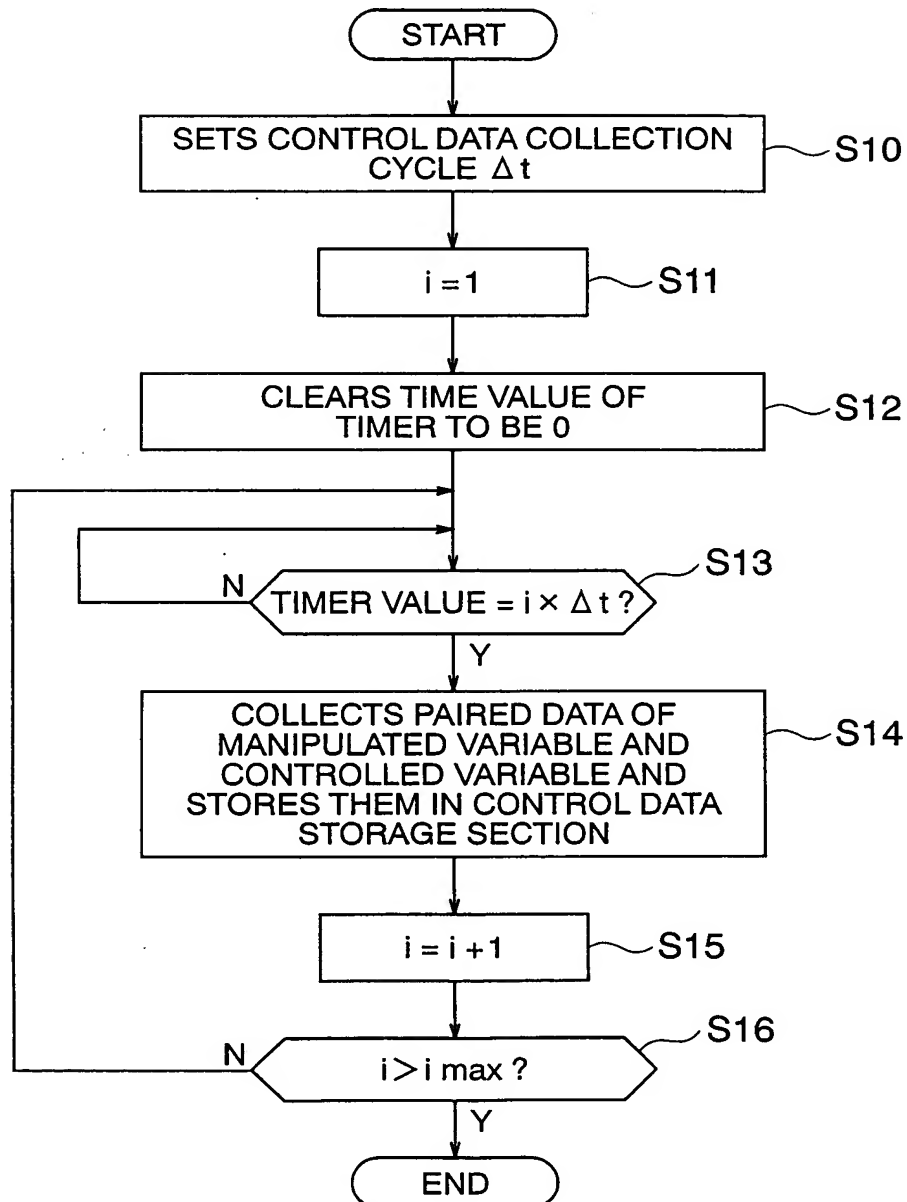 START
SETS CONTROL DATA COLLECTION
CYCLE Δt
S10
i = 1
S11
CLEARS TIME VALUE OF
TIMER TO BE 0
S12
S13
N
TIMER VALUE = i × Δt ?
Y
COLLECTS PAIRED DATA OF
MANIPULATED VARIABLE AND
CONTROLLED VARIABLE AND
STORES THEM IN CONTROL DATA
STORAGE SECTION
S14
i = i + 1
S15
S16
N
i > i max ?
Y
END